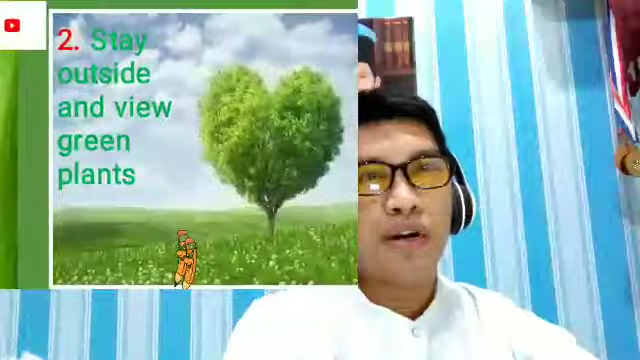 2. Stay
outside
and view
green
plants